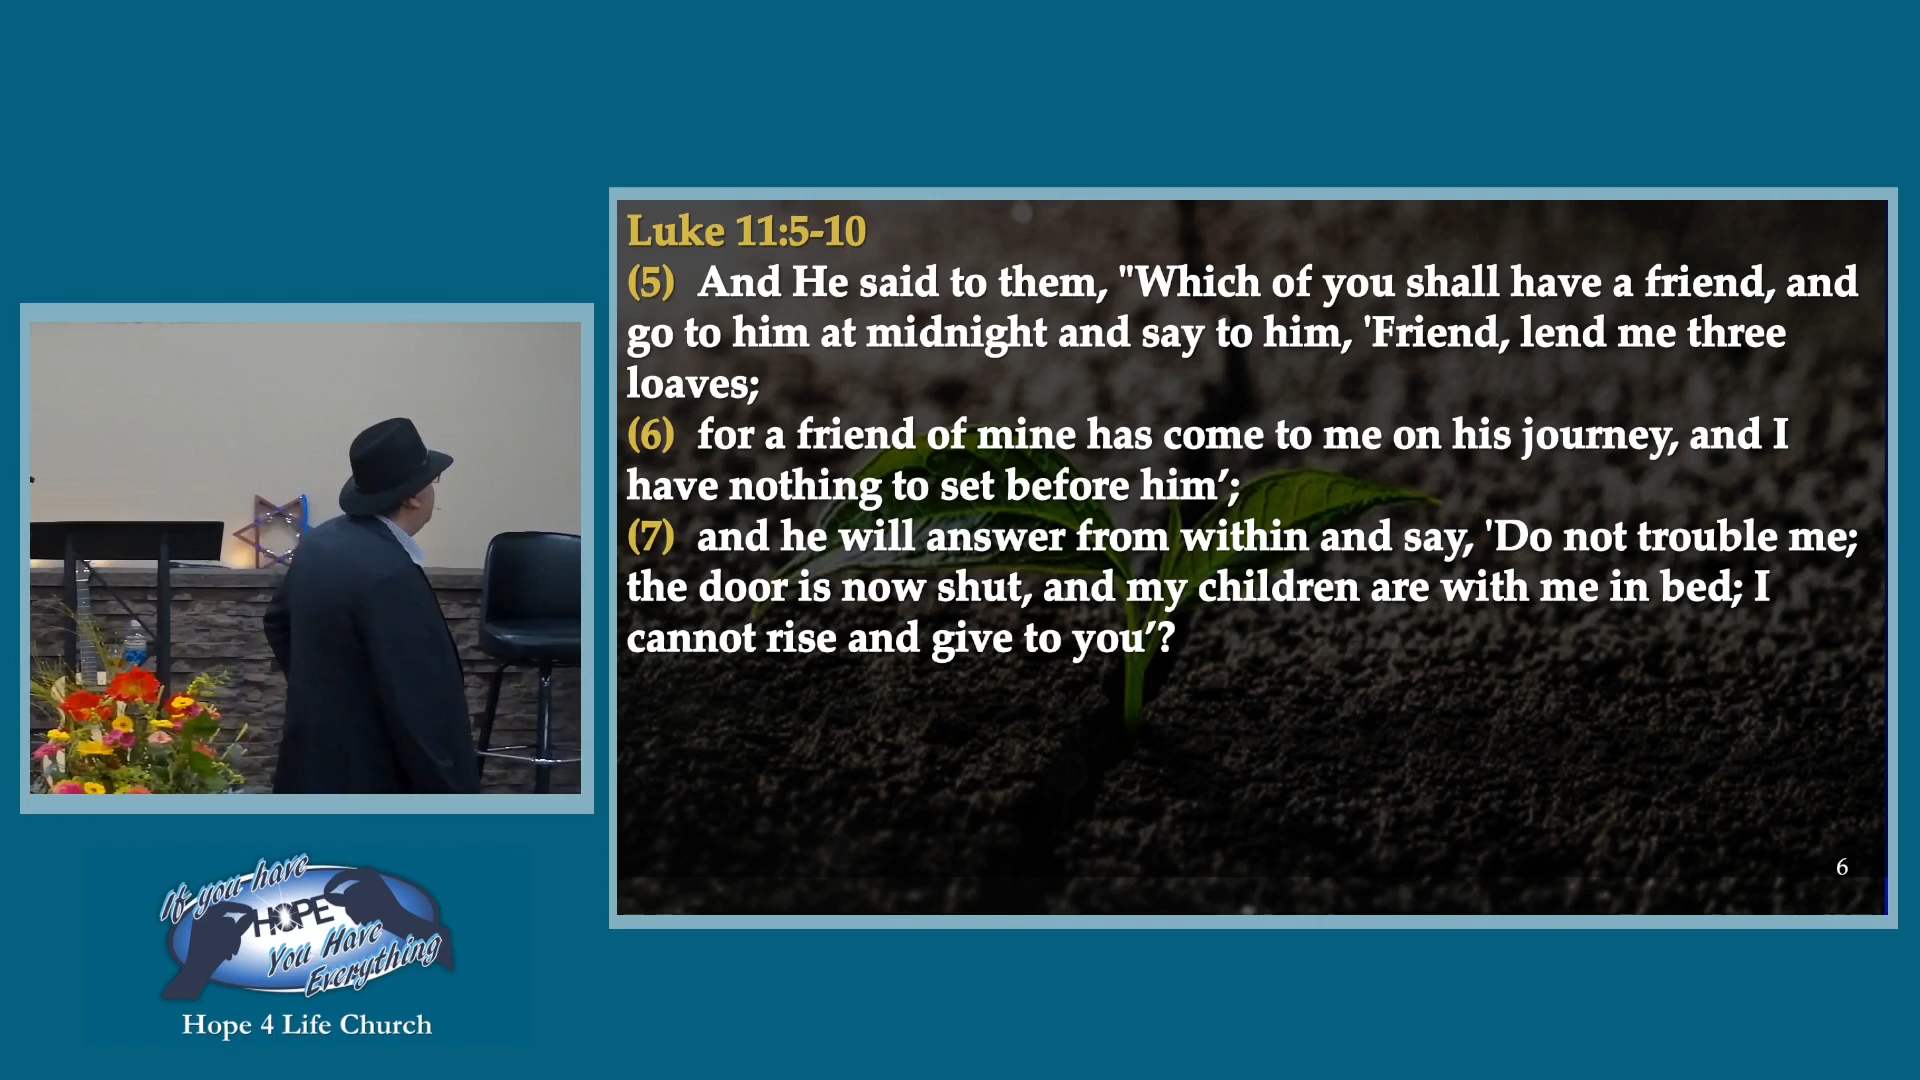 Luke 11:5-10
(5) And He said to them, "Which of you shall have a friend, and
go to him at midnight and say to him, 'Friend, lend me three
loaves;
(6) for a friend of mine has come to me on his journey, and I
have nothing to set before him’;
(7) and he will answer from within and say, 'Do not trouble me;
the door is now shut, and my children are with me in bed; I
cannot rise and give to you’?
6
If you have
HOPE
You Have
Everything
Hope 4 Life Church